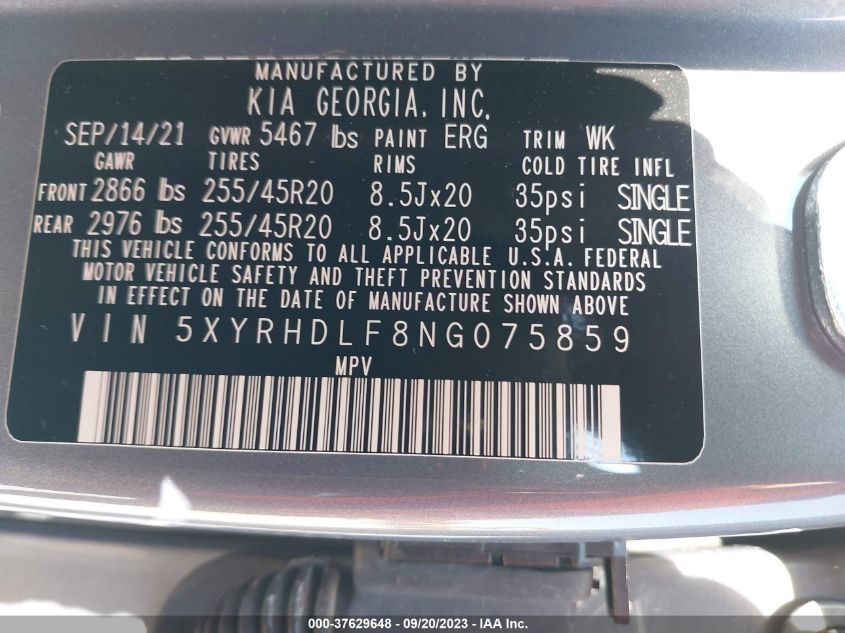 MANUFACTURED BY
KIA GEORGIA, INC.
SEP/14/21 GVWR 5467 lbs PAINT ERG TRIM WK
GAWR TIRES RIMS COLD TIRE INFL
FRONT 2866 lbs 255/45R20 8.5Jx20 35psi SINGLE
REAR 2976 lbs 255/45R20 8.5Jx20 35psi SINGLE
THIS VEHICLE CONFORMS TO ALL APPLICABLE U.S.A. FEDERAL
MOTOR VEHICLE SAFETY AND THEFT PREVENTION STANDARDS
IN EFFECT ON THE DATE OF MANUFACTURE SHOWN ABOVE
VIN 5XYRHDLF8NG075859
MPV
000-37629648 - 09/20/2023 - IAA Inc.